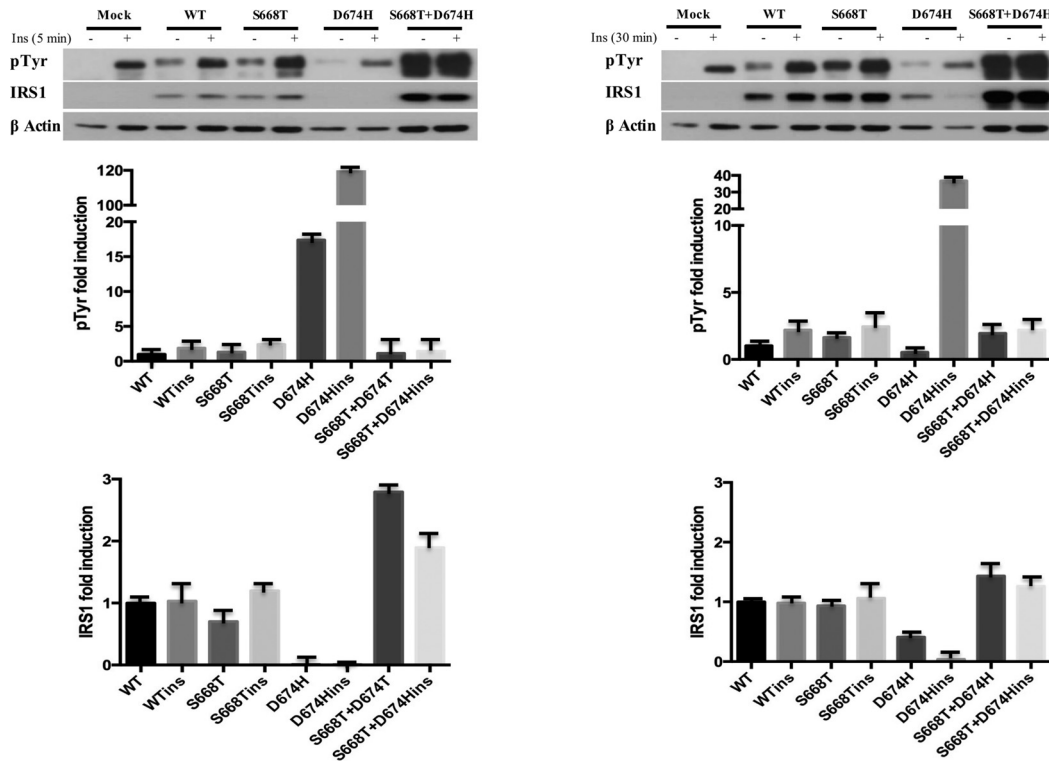 Mock WT S668T D674H S668T+D674H
Ins (5 min) - + - + - + - + - +
pTyr
IRS1
β Actin
pTyr fold induction
120
100
20
15
10
5
0
WT WTins S668T S668Tins D674H D674Hins S668T+D674T S668T+D674Hins
IRS1 fold induction
3
2
1
0
WT WTins S668T S668Tins D674H D674Hins S668T+D674T S668T+D674Hins
Mock WT S668T D674H S668T+D674H
Ins (30 min) - + - + - + - + - +
pTyr
IRS1
β Actin
pTyr fold induction
40
30
20
10
5
0
WT WTins S668T S668Tins D674H D674Hins S668T+D674H S668T+D674Hins
IRS1 fold induction
3
2
1
0
WT WTins S668T S668Tins D674H D674Hins S668T+D674H S668T+D674Hins